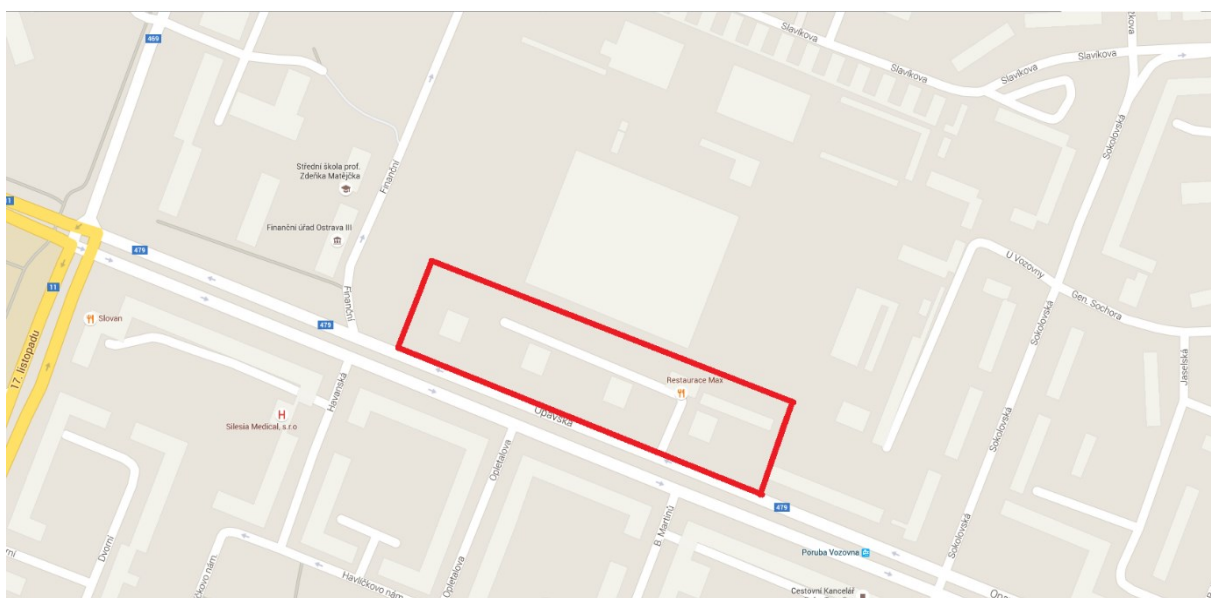 469
Slavíkova
Slavíkova
Slavíkova
Sokolovská
Finanční
Střední škola prof.
Zdeňka Matějčka
Finanční úřad Ostrava III
479
11
Finanční
479
Slovan
17. listopadu
U Vozovny
Gen. Sochora
Sokolovská
Jaselská
Havanská
Restaurace Max
Silesia Medical, s.r.o
Opavská
Opletalova
479
Sokolovská
B. Martinů
Dvorní
Poruba Vozovna
Sokolovská
Havlíčkovo nám.
Cestovní Kancelář